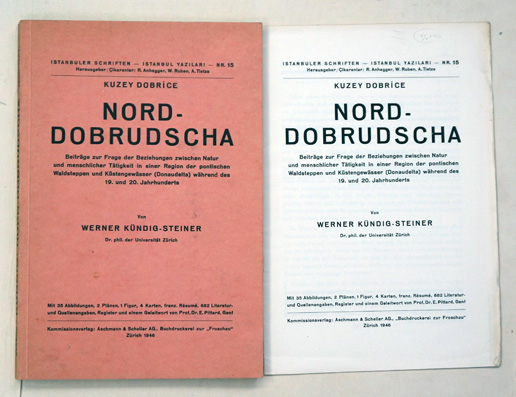 ISTANBULER SCHRIFTEN — ISTANBUL YAZILARI — NR. 15
Herausgeber: Çikaranlar: R. Anhegger, W. Ruben, A. Tietze
KUZEY DOBRİCE
NORD-
DOBRUDSCHA
Beiträge zur Frage der Beziehungen zwischen Natur
und menschlicher Tätigkeit in einer Region der pontischen
Waldsteppen und Küstengewässer (Donaudelta) während des
19. und 20. Jahrhunderts
Von
WERNER KÜNDIG-STEINER
Dr. phil. der Universität Zürich
Mit 35 Abbildungen, 2 Plänen, 1 Figur, 4 Karten, franz. Résumé, 682 Literatur-
und Quellenangaben, Register und einem Geleitwort von Prof. Dr. E. Pittard, Genf
Kommissionsverlag: Aschmann & Scheller AG., „Buchdruckerei zur Froschau"
Zürich 1946
ISTANBULER SCHRIFTEN — ISTANBUL YAZILARI — NR. 15
Herausgeber: Çikaranlar: R. Anhegger, W. Ruben, A. Tietze
KUZEY DOBRİCE
NORD-
DOBRUDSCHA
Beiträge zur Frage der Beziehungen zwischen Natur
und menschlicher Tätigkeit in einer Region der pontischen
Waldsteppen und Küstengewässer (Donaudelta) während des
19. und 20. Jahrhunderts
Von
WERNER KÜNDIG-STEINER
Dr. phil. der Universität Zürich
Mit 35 Abbildungen, 2 Plänen, 1 Figur, 4 Karten, franz. Résumé, 682 Literatur-
und Quellenangaben, Register und einem Geleitwort von Prof. Dr. E. Pittard, Genf
Kommissionsverlag: Aschmann & Scheller AG., „Buchdruckerei zur Froschau"
Zürich 1946